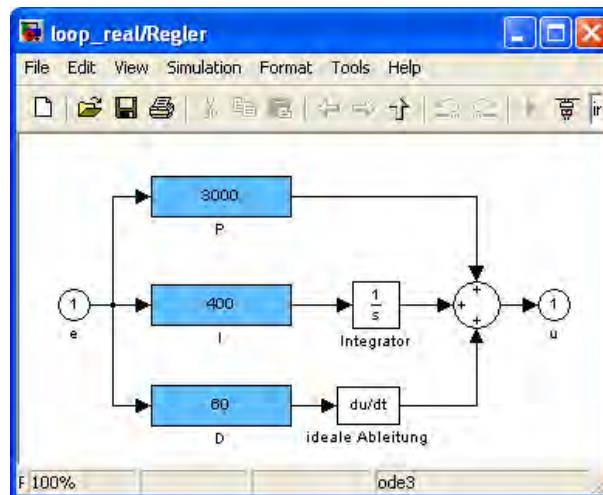 loop_real/Regler
File Edit View Simulation Format Tools Help
3000
P
1
e
400
I
1
s
Integrator
+
+
+
1
u
60
D
du/dt
ideale Ableitung
F 100%
ode3